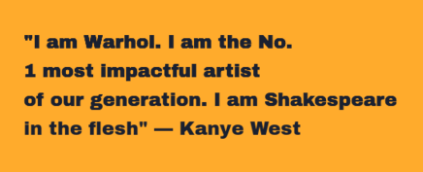 "I am Warhol. I am the No.
1 most impactful artist
of our generation. I am Shakespeare
in the flesh" — Kanye West